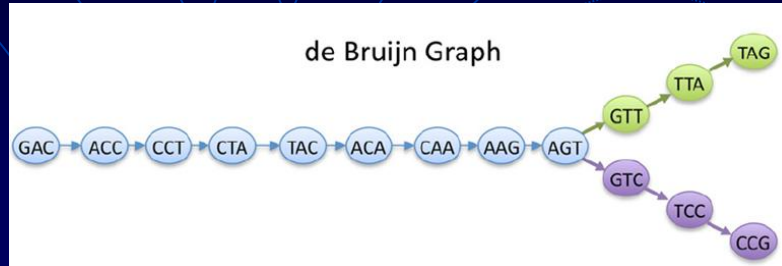 de Bruijn Graph
TAG
TTA
GTT
GAC ACC CCT CTA TAC ACA CAA AAG AGT
GTC
TCC
CCG